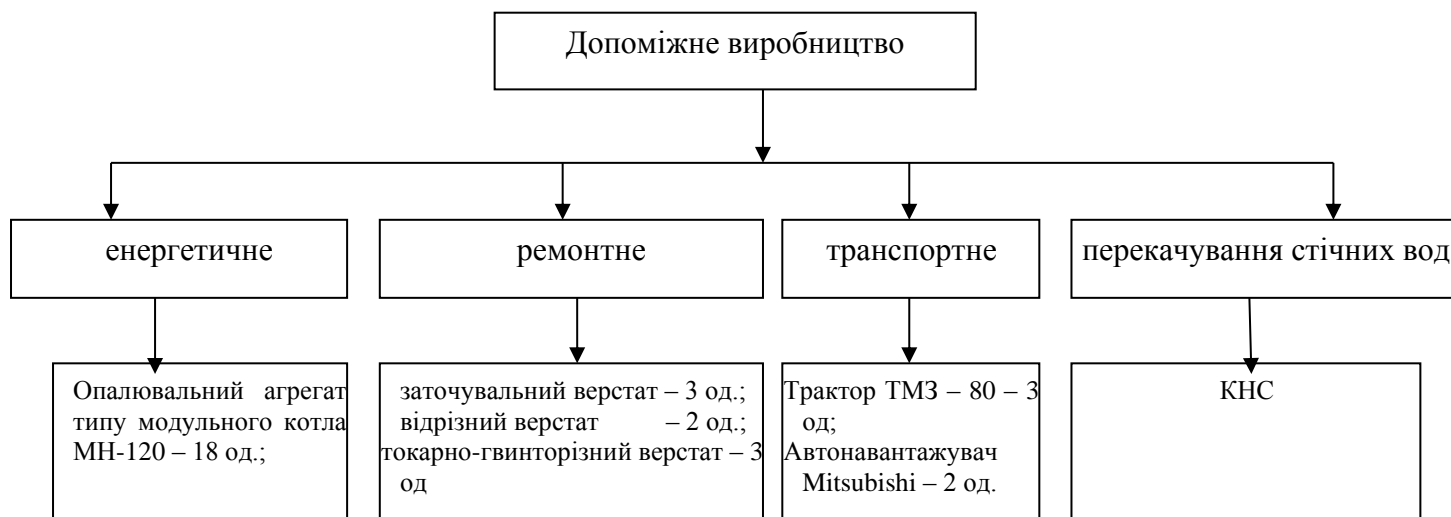 Допоміжне виробництво
енергетичне
ремонтне
транспортне
перекачування стічних вод
Опалювальний агрегат
типу модульного котла
МН-120 – 18 од.;
заточувальний верстат – 3 од.;
відрізний верстат – 2 од.;
токарно-гвинторізний верстат – 3
од
Трактор ТМЗ – 80 – 3
од;
Автонавантажувач
Mitsubishi – 2 од.
КНС